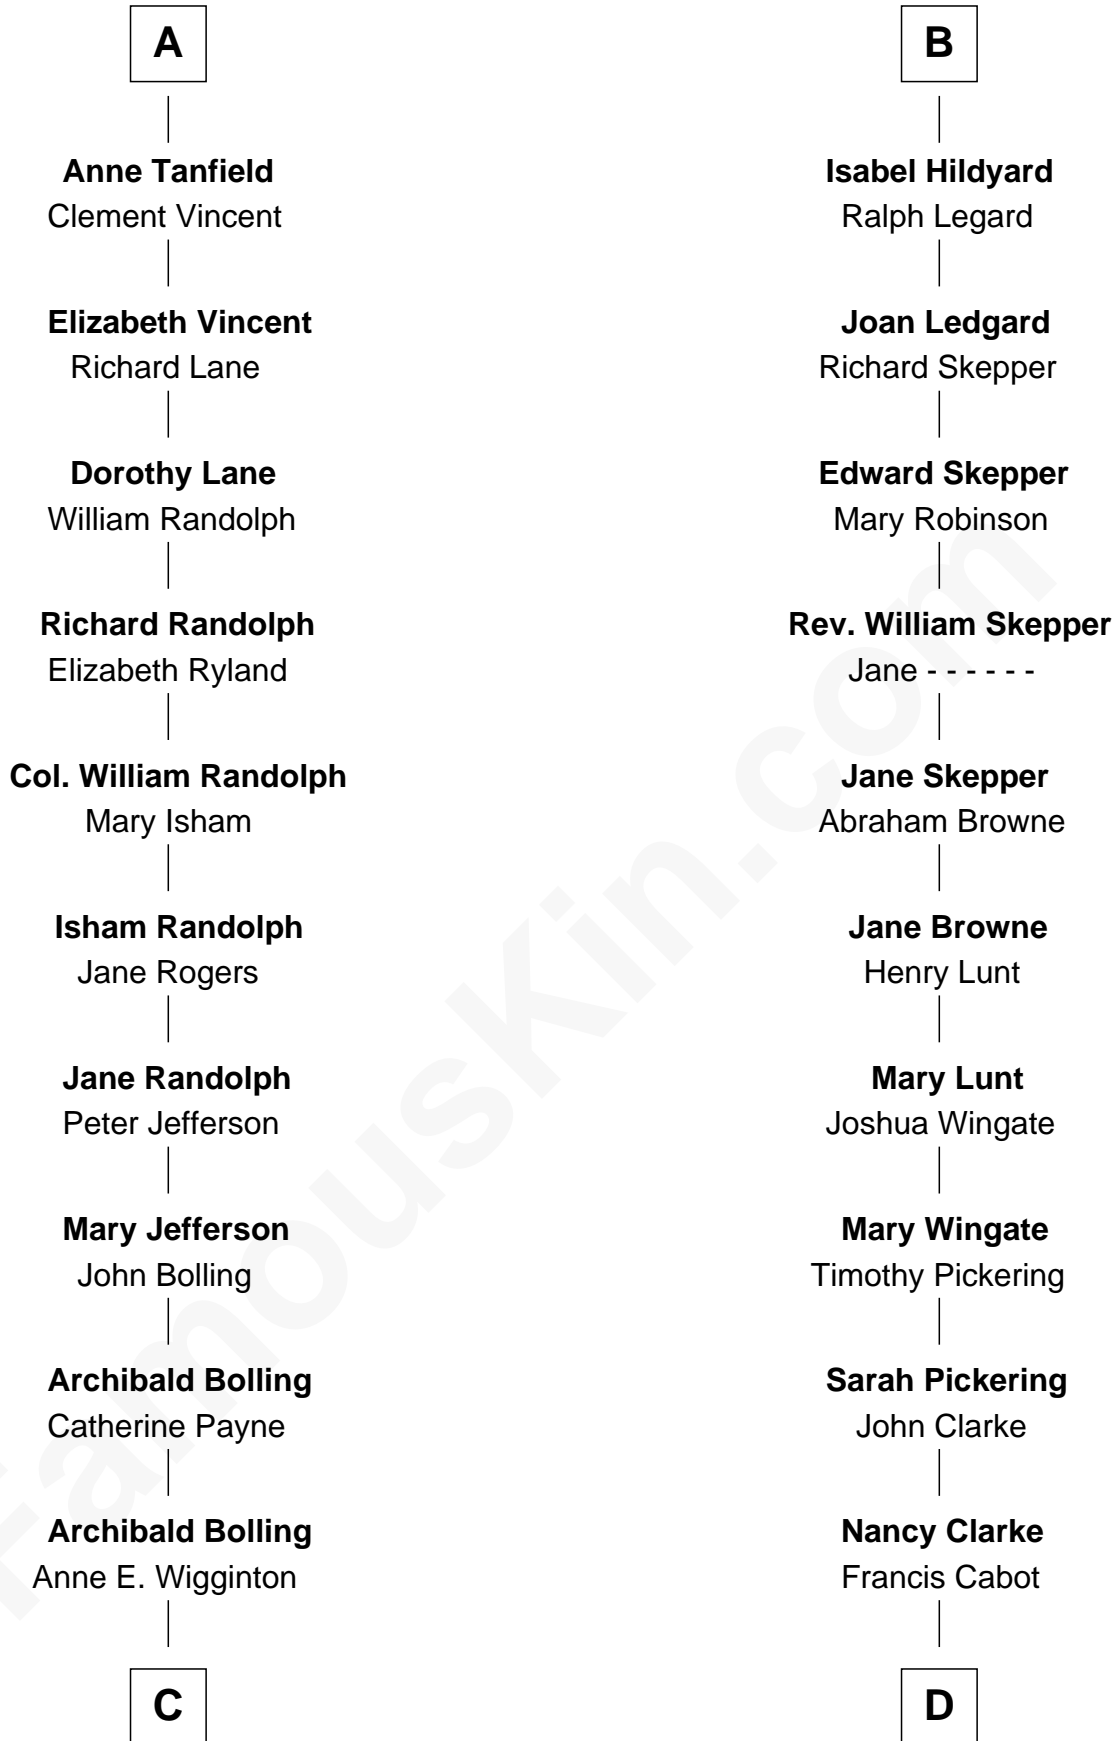 A
Anne Tanfield
Clement Vincent
Elizabeth Vincent
Richard Lane
Dorothy Lane
William Randolph
Richard Randolph
Elizabeth Ryland
Col. William Randolph
Mary Isham
Isham Randolph
Jane Rogers
Jane Randolph
Peter Jefferson
Mary Jefferson
John Bolling
Archibald Bolling
Catherine Payne
Archibald Bolling
Anne E. Wigginton
C
B
Isabel Hildyard
Ralph Legard
Joan Ledgard
Richard Skepper
Edward Skepper
Mary Robinson
Rev. William Skepper
Jane - - - - - -
Jane Skepper
Abraham Browne
Jane Browne
Henry Lunt
Mary Lunt
Joshua Wingate
Mary Wingate
Timothy Pickering
Sarah Pickering
John Clarke
Nancy Clarke
Francis Cabot
D
FamousKin.com